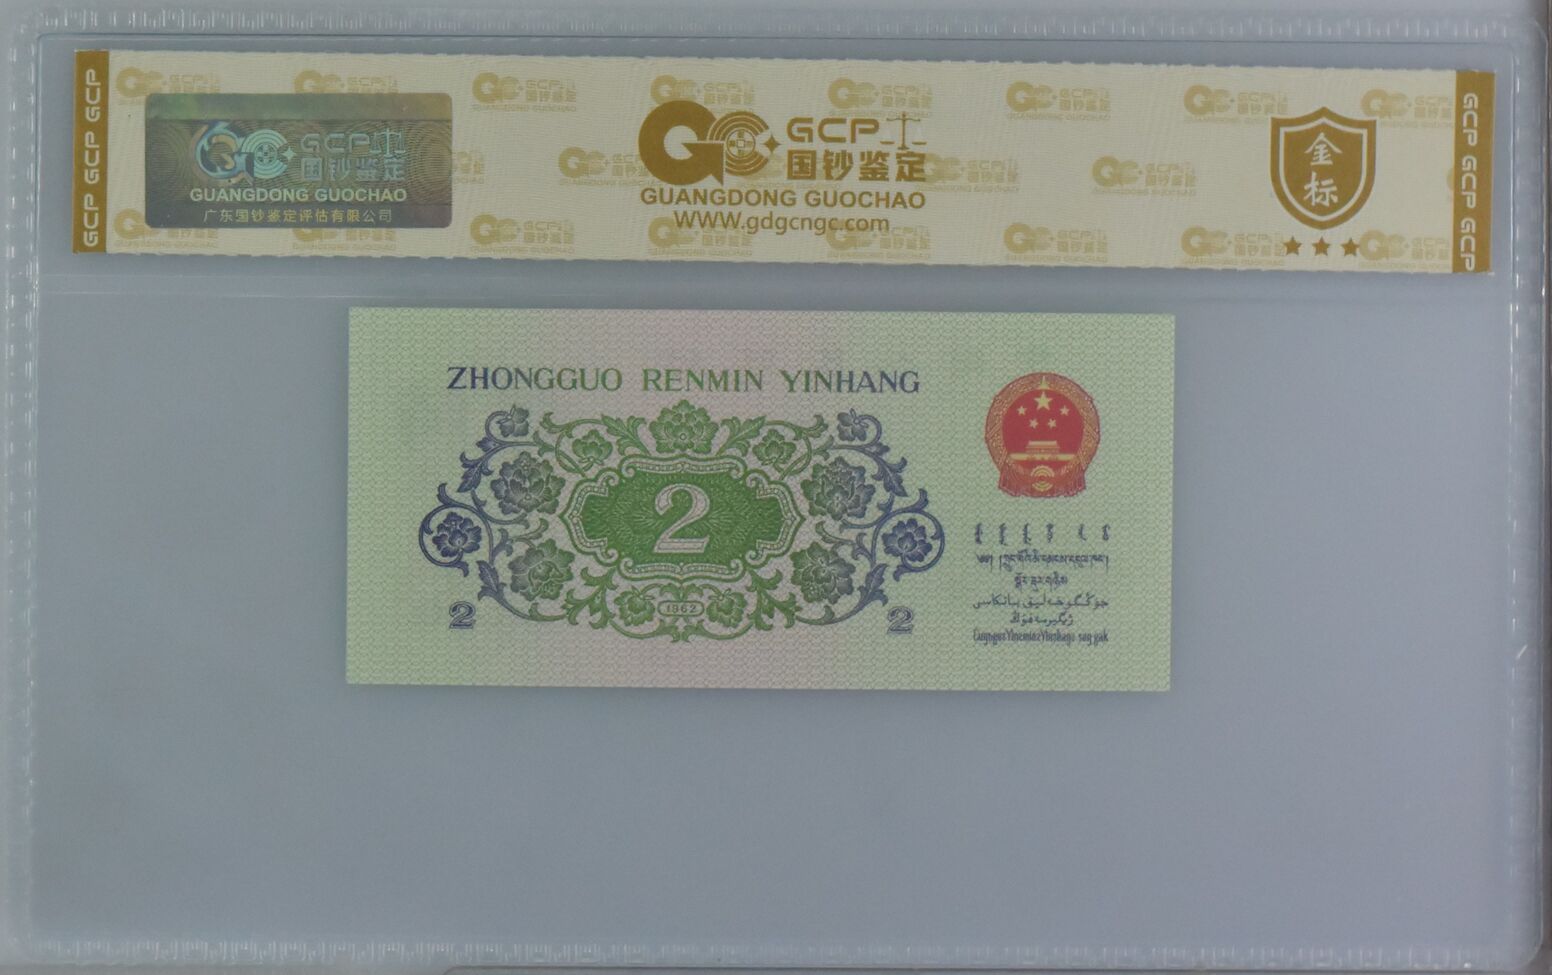 GCP GCP GCP
GCP
国钞鉴定
GUANGDONG GUOCHAO
广东国钞鉴定评估有限公司
GCP
国钞鉴定
GUANGDONG GUOCHAO
WWW.gdgcngc.com
金标
GCP GCP GCP
ZHONGGUO RENMIN YINHANG
2
1962
2
2